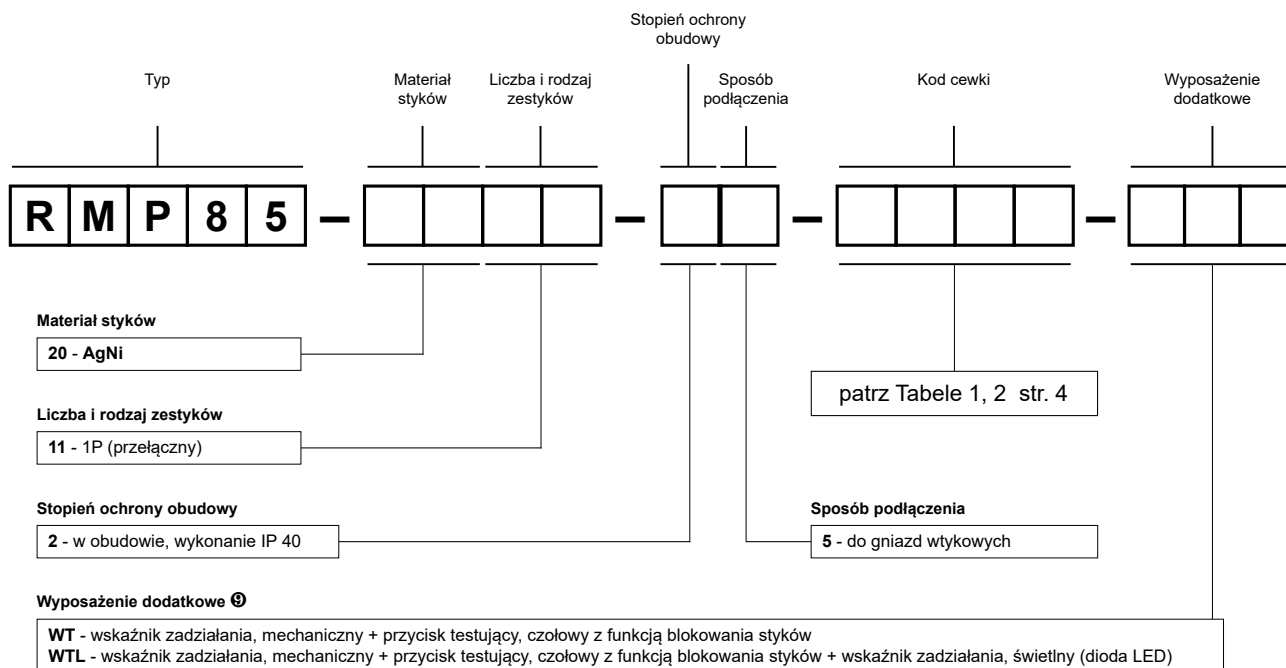 Stopień ochrony
obudowy
Typ
Materiał
styków
Liczba i rodzaj
zestyków
Sposób
podłączenia
Kod cewki
Wyposażenie
dodatkowe
R M P 8 5 – – – –
Materiał styków
20 - AgNi
patrz Tabele 1, 2 str. 4
Liczba i rodzaj zestyków
11 - 1P (przełączny)
Stopień ochrony obudowy
2 - w obudowie, wykonanie IP 40
Sposób podłączenia
5 - do gniazd wtykowych
Wyposażenie dodatkowe ❾
WT - wskaźnik zadziałania, mechaniczny + przycisk testujący, czołowy z funkcją blokowania styków
WTL - wskaźnik zadziałania, mechaniczny + przycisk testujący, czołowy z funkcją blokowania styków + wskaźnik zadziałania, świetlny (dioda LED)